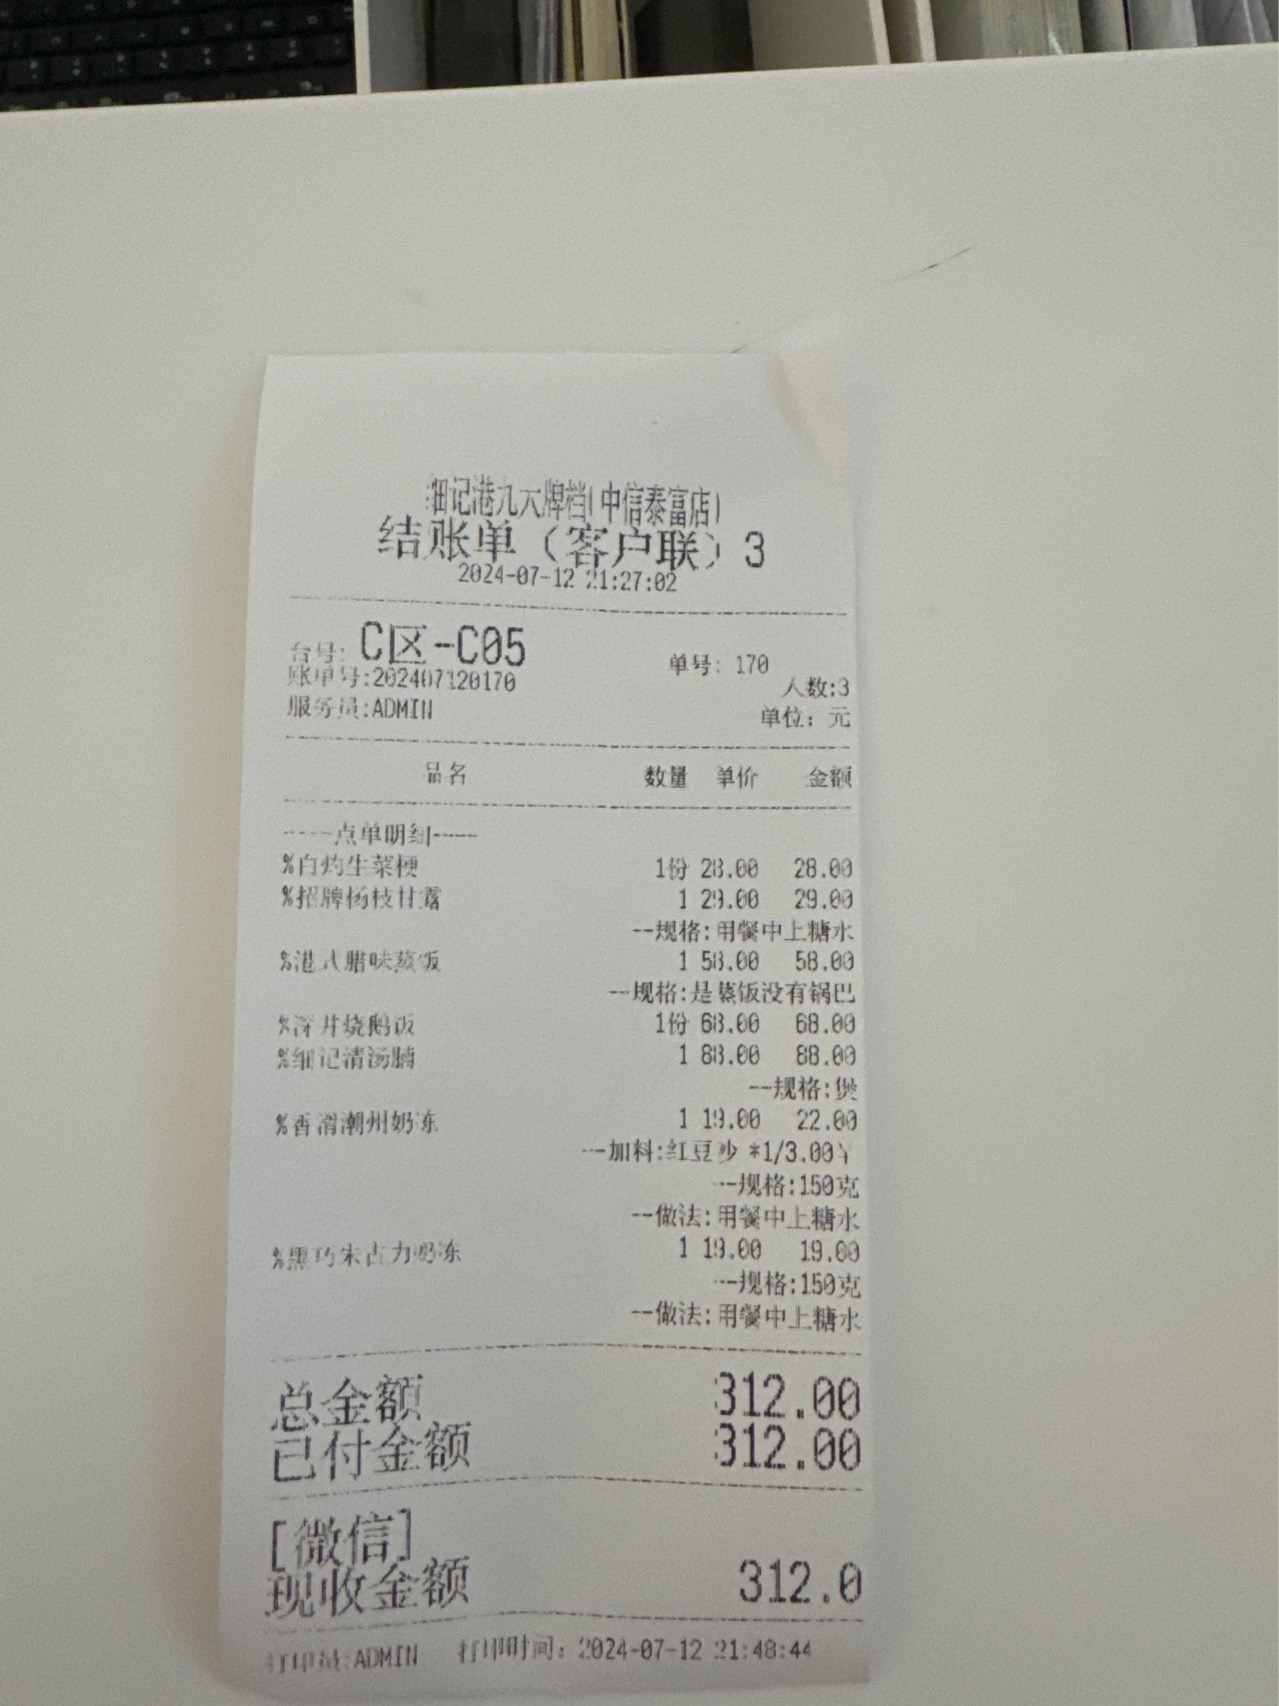 细记港九大牌档(中信泰富店)
结账单（客户联）3
2024-07-12 21:27:02
台号: C区-C05 单号: 170
账单号:202407120170 人数:3
服务员:ADMIN 单位: 元
品名 数量 单价 金额
----点单明细----
%白灼生菜梗 1份 28.00 28.00
%招牌杨枝甘露 1 29.00 29.00
--规格:用餐中上糖水
%港式腊味蒸饭 1 58.00 58.00
--规格:是蒸饭没有锅巴
%深井烧鹅饭 1份 68.00 68.00
%细记清汤腩 1 88.00 88.00
--规格:煲
%香滑潮州奶冻 1 19.00 22.00
--加料:红豆沙 *1/3.00¥
--规格:150克
--做法:用餐中上糖水
%黑巧朱古力奶冻 1 19.00 19.00
--规格:150克
--做法:用餐中上糖水
总金额 312.00
已付金额 312.00
[微信]
现收金额 312.0
打印员:ADMIN 打印时间: 2024-07-12 21:48:44